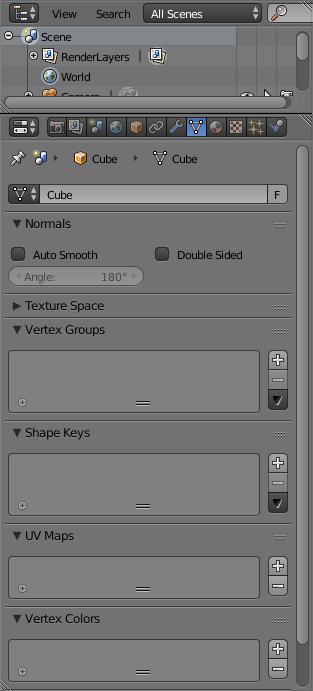 View Search All Scenes
Scene
RenderLayers |
World
Cube Cube
Cube F
Normals
Auto Smooth Double Sided
Angle: 180°
Texture Space
Vertex Groups
Shape Keys
UV Maps
Vertex Colors